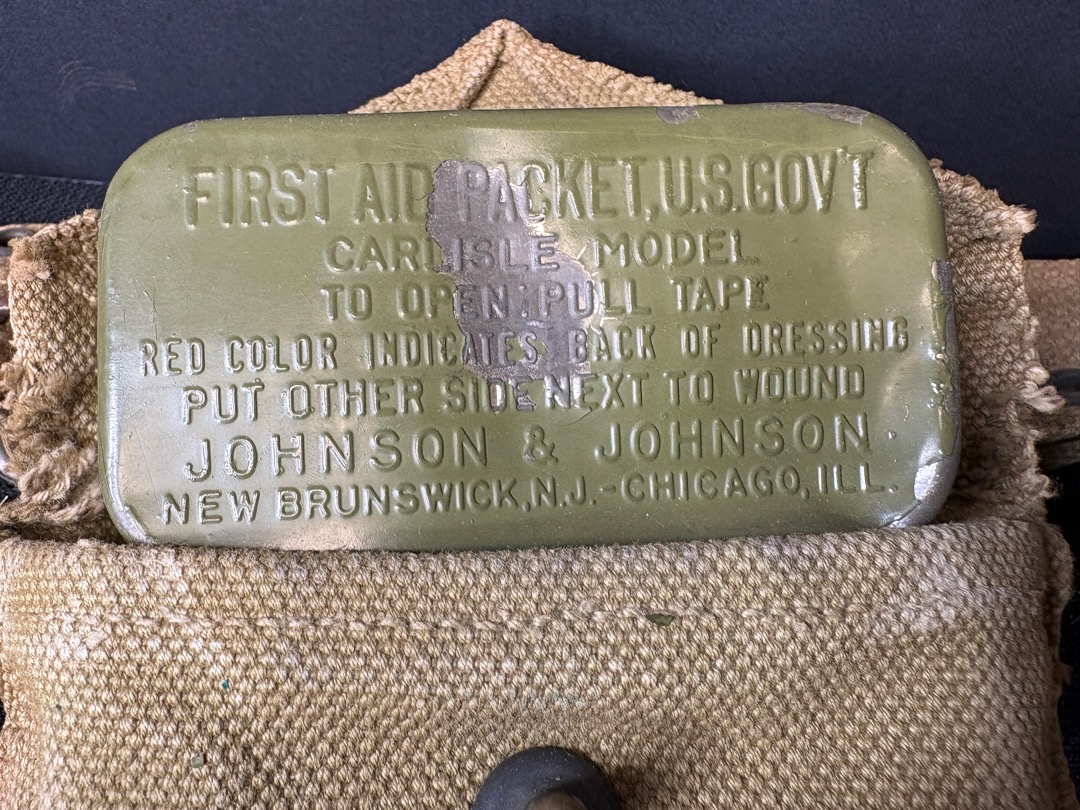 FIRST AID PACKET, U.S. GOV'T
CARLISLE MODEL
TO OPEN: PULL TAPE
RED COLOR INDICATES BACK OF DRESSING
PUT OTHER SIDE NEXT TO WOUND
JOHNSON & JOHNSON
NEW BRUNSWICK, N.J. - CHICAGO, ILL.